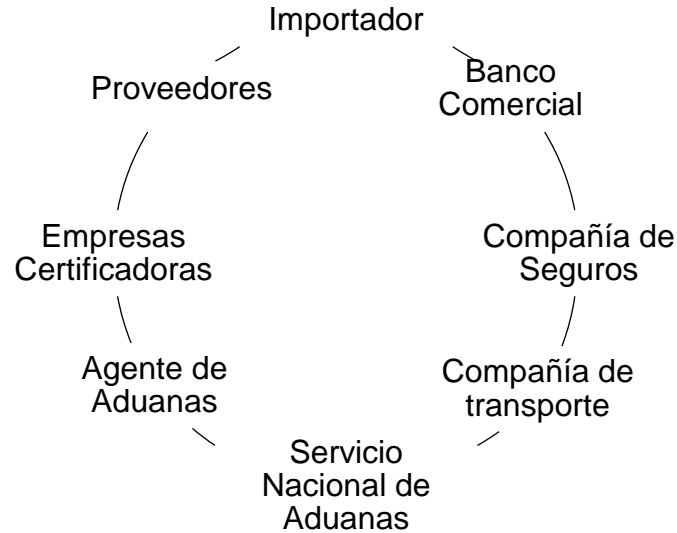 Importador
Proveedores
Banco
Comercial
Empresas
Certificadoras
Compañía de
Seguros
Agente de
Aduanas
Compañía de
transporte
Servicio
Nacional de
Aduanas